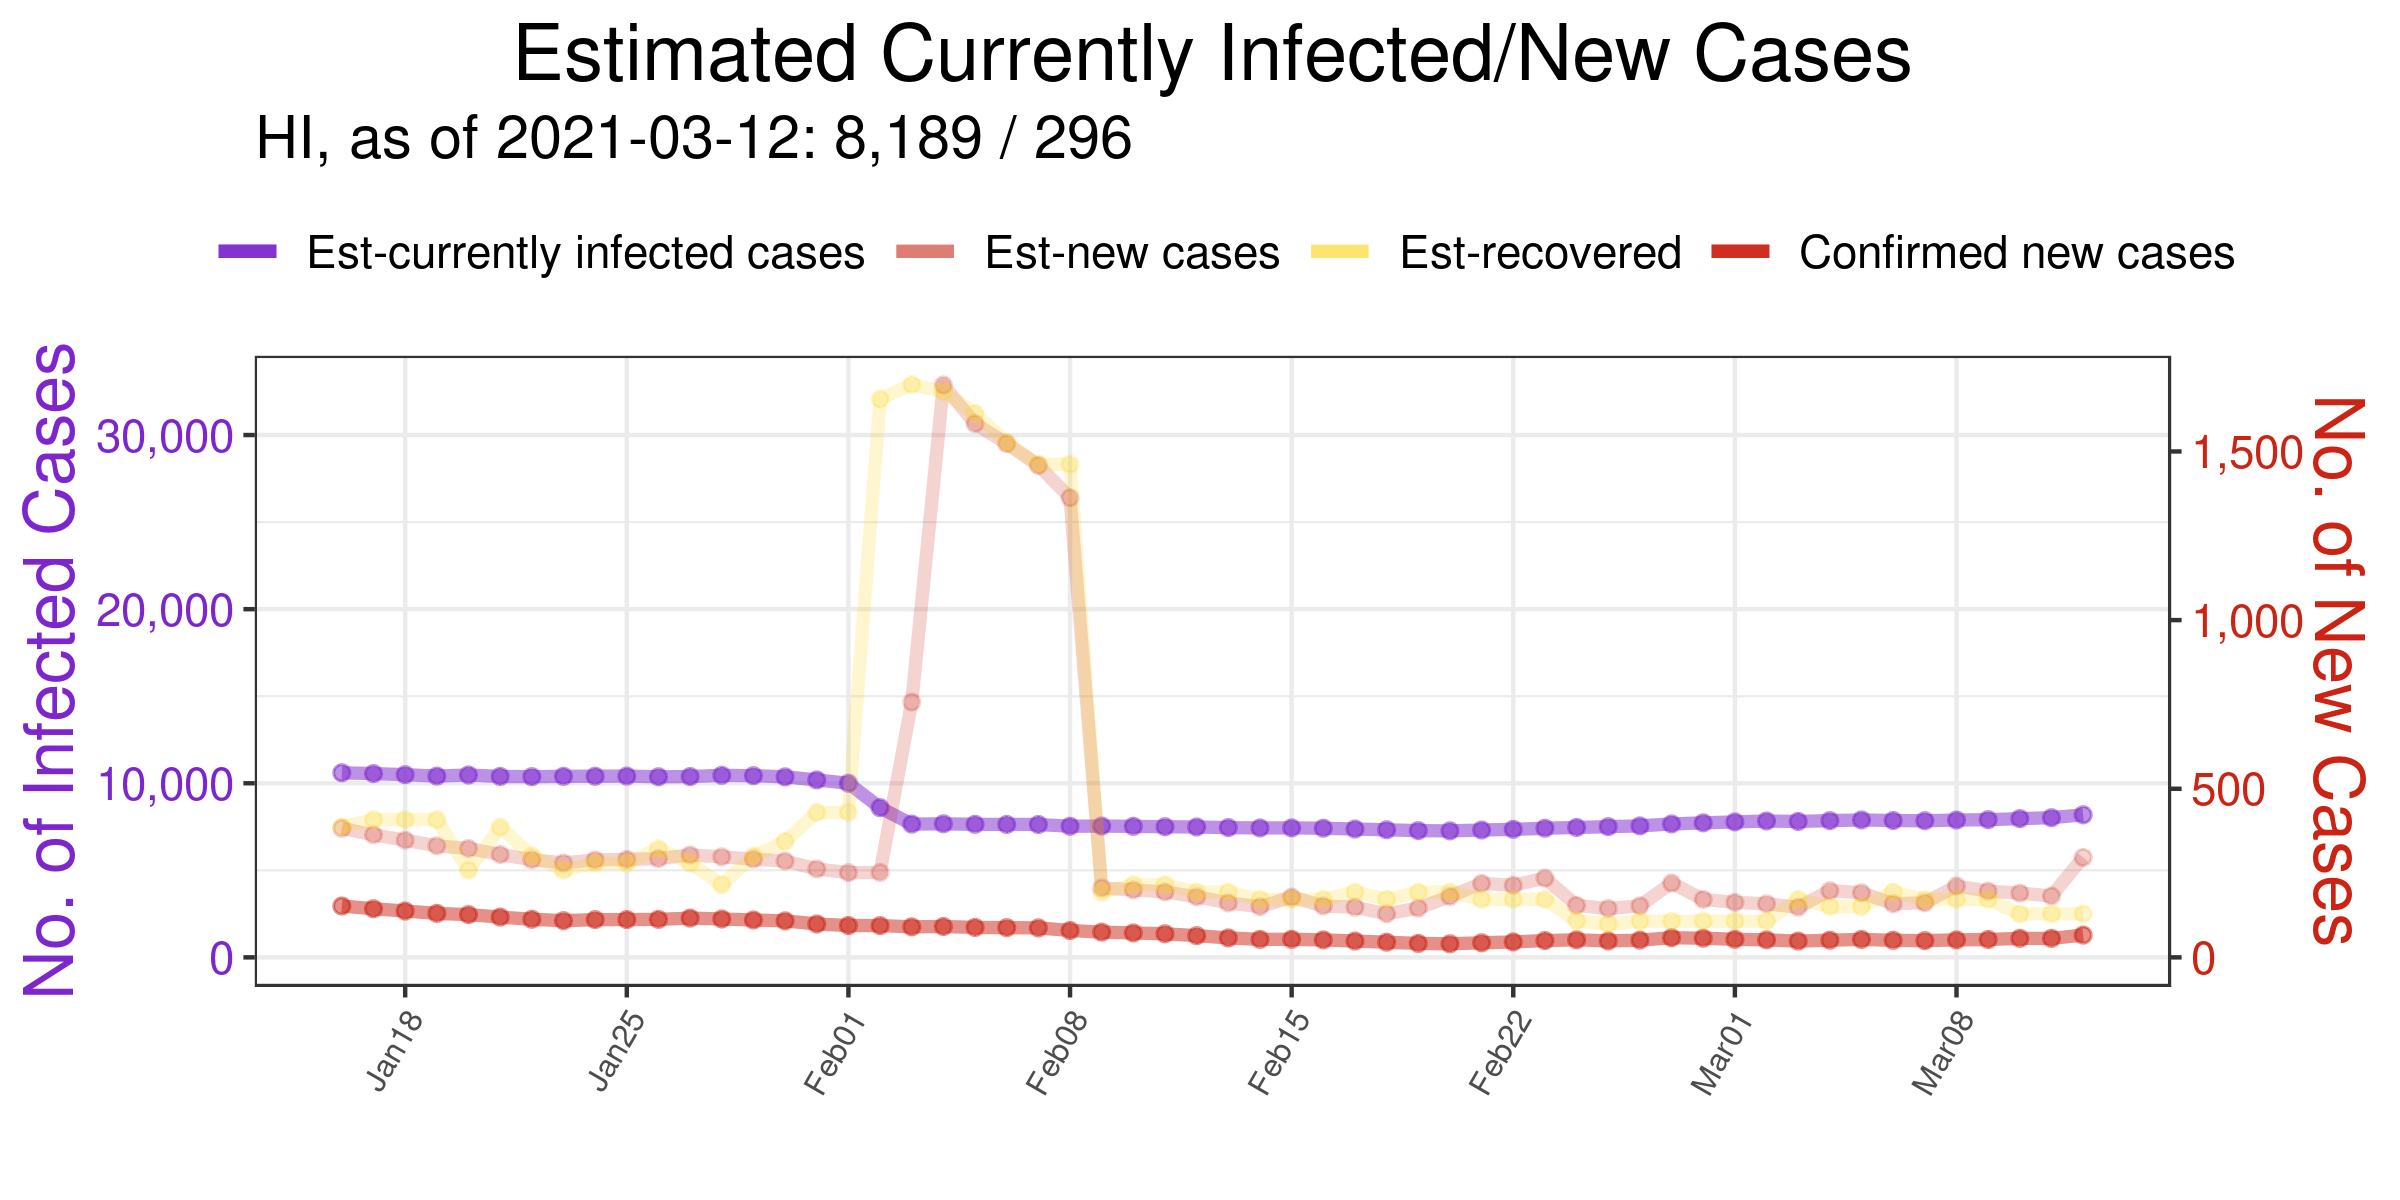 Estimated Currently Infected/New Cases
HI, as of 2021-03-12: 8,189 / 296
Est-currently infected cases Est-new cases Est-recovered Confirmed new cases
No. of Infected Cases
30,000
20,000
10,000
0
1,500
1,000
500
0
No. of New Cases
Jan18 Jan25 Feb01 Feb08 Feb15 Feb22 Mar01 Mar08